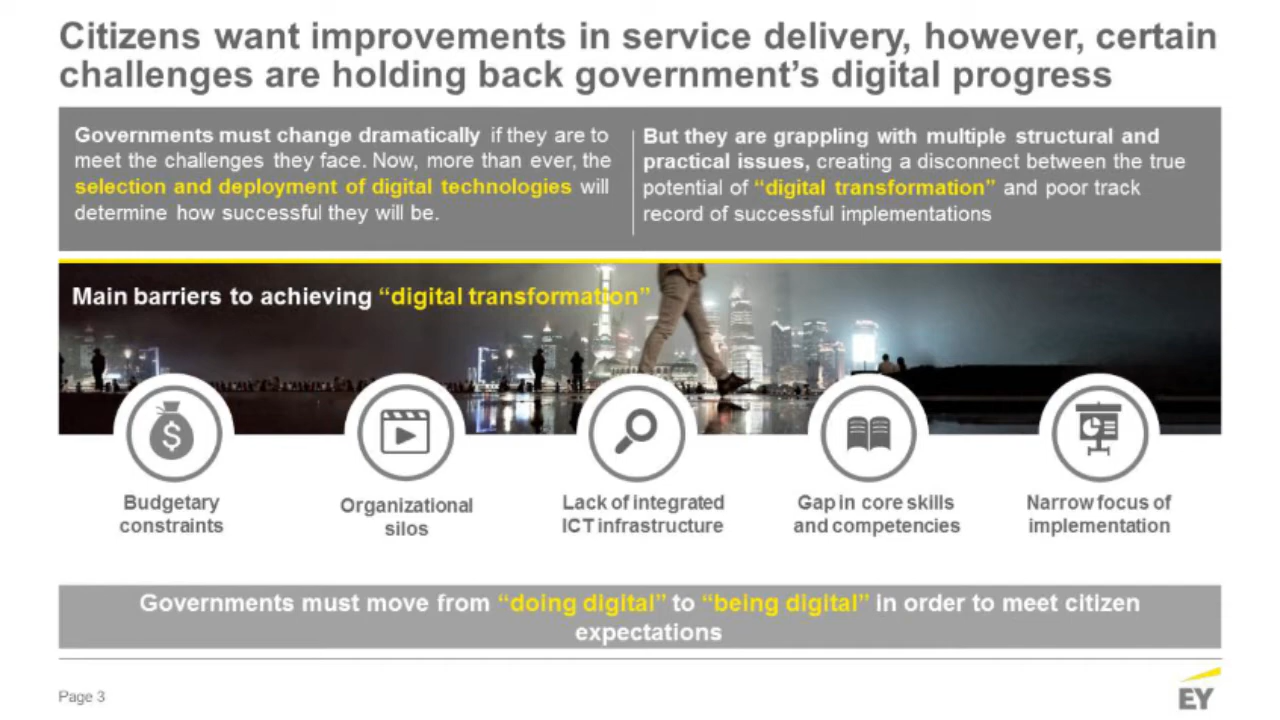 Citizens want improvements in service delivery, however, certain
challenges are holding back government's digital progress
Governments must change dramatically if they are to
meet the challenges they face. Now, more than ever, the
selection and deployment of digital technologies will
determine how successful they will be.
But they are grappling with multiple structural and
practical issues, creating a disconnect between the true
potential of “digital transformation” and poor track
record of successful implementations
Main barriers to achieving “digital transformation”
$
Budgetary
constraints
Organizational
silos
Lack of integrated
ICT infrastructure
Gap in core skills
and competencies
Narrow focus of
implementation
Governments must move from “doing digital” to “being digital” in order to meet citizen
expectations
Page 3
EY